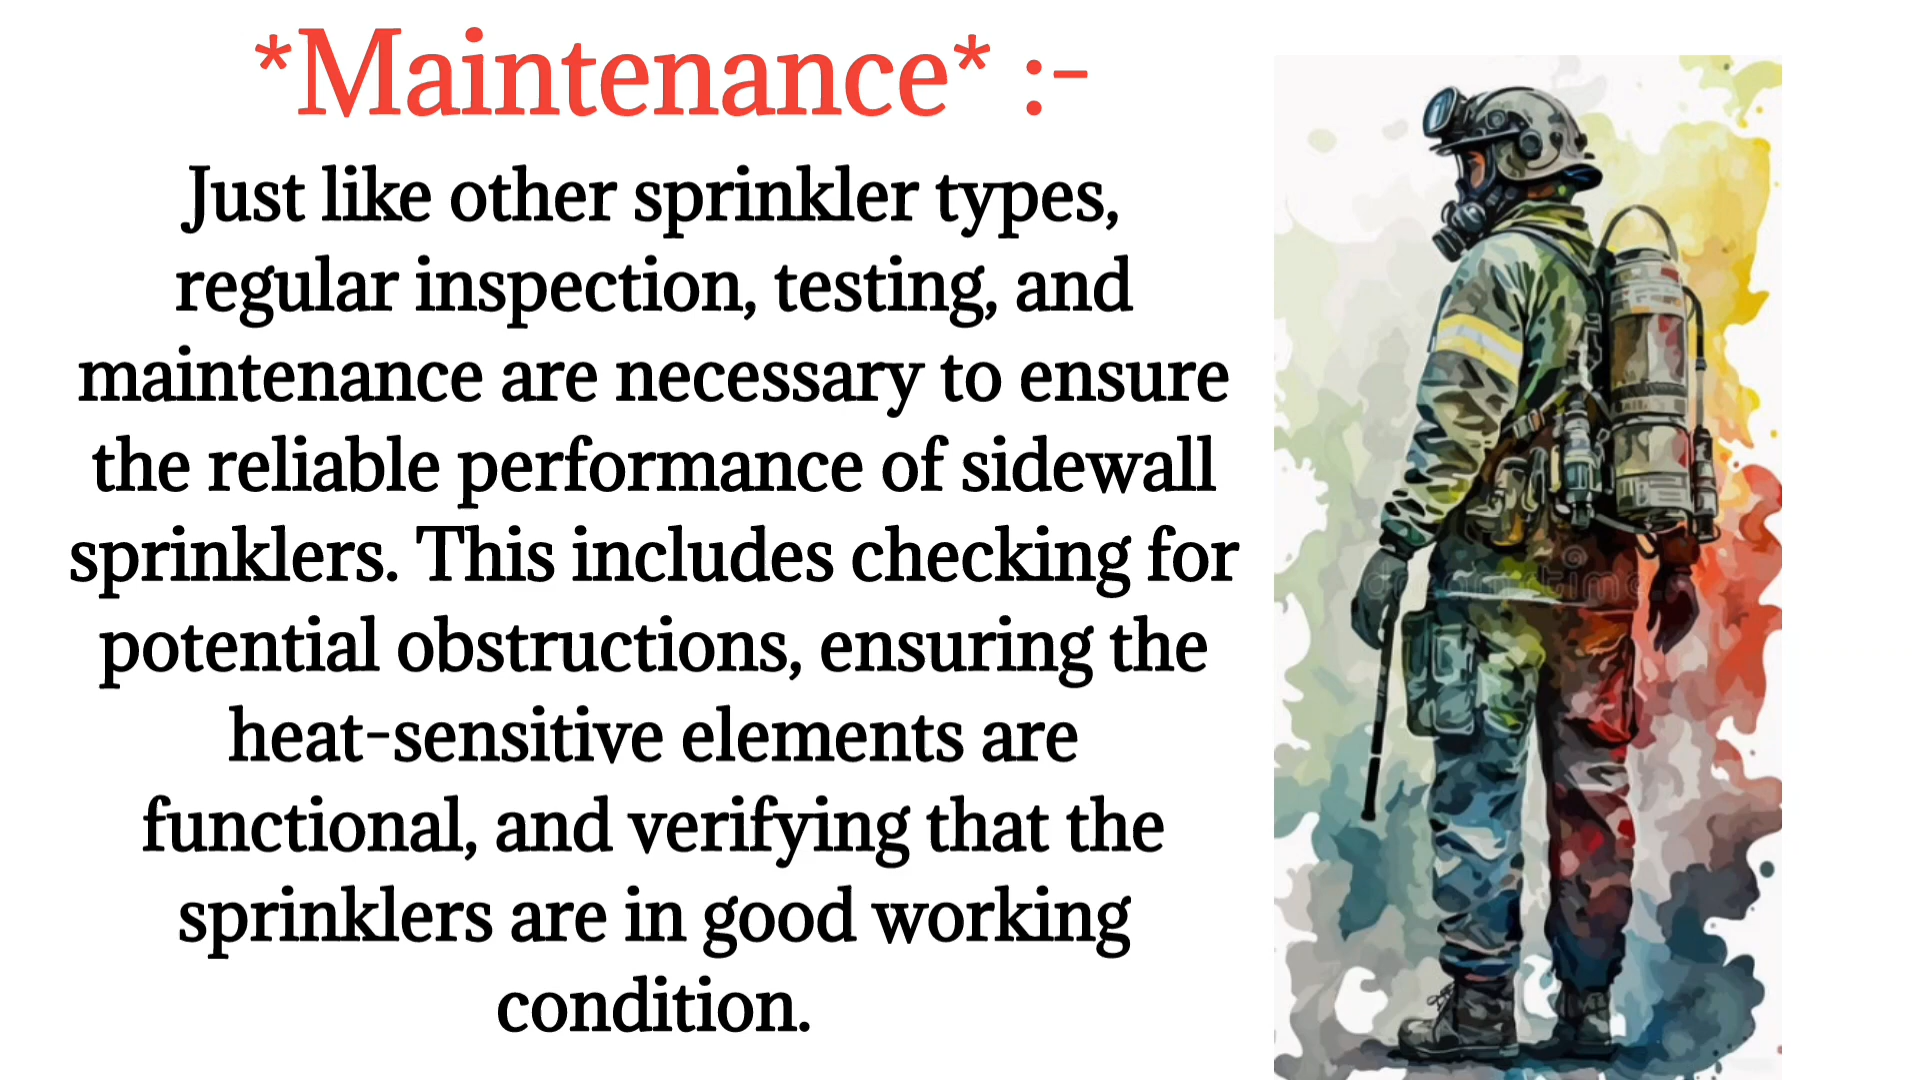 *Maintenance* :-
Just like other sprinkler types,
regular inspection, testing, and
maintenance are necessary to ensure
the reliable performance of sidewall
sprinklers. This includes checking for
potential obstructions, ensuring the
heat-sensitive elements are
functional, and verifying that the
sprinklers are in good working
condition.